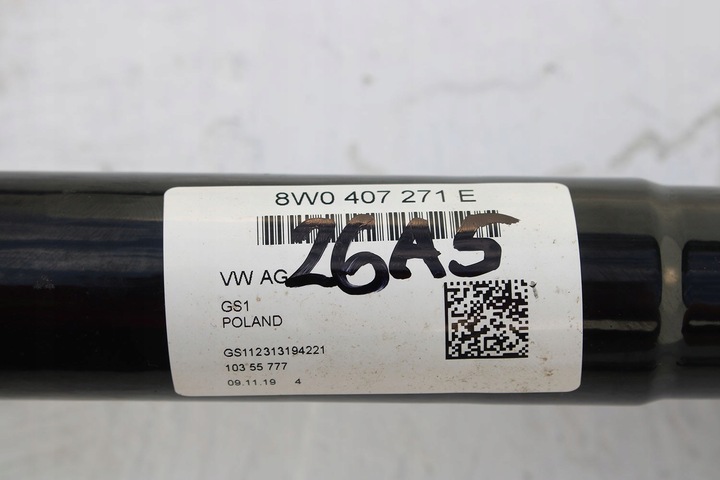 8W0 407 271 E
26A5
VW AG
GS1
POLAND
GS112313194221
103 55 777
09.11.19 4